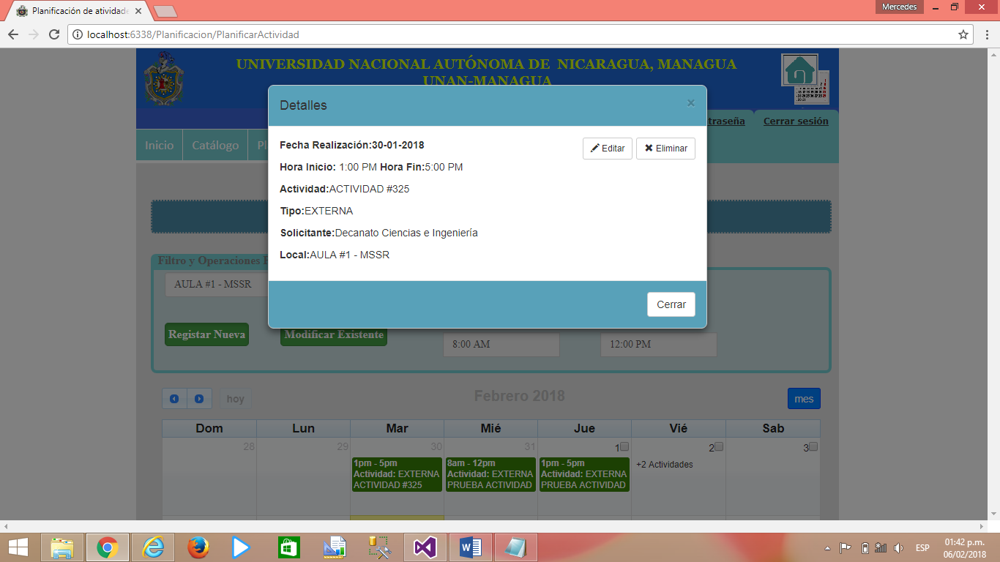 Planificación de atividade
Mercedes
localhost:6338/Planificacion/PlanificarActividad
UNIVERSIDAD NACIONAL AUTÓNOMA DE NICARAGUA, MANAGUA
UNAN-MANAGUA
traseña
Cerrar sesión
Inicio
Catálogo
Pl
Detalles
×
Fecha Realización:30-01-2018
Editar
Eliminar
Hora Inicio: 1:00 PM Hora Fin:5:00 PM
Actividad:ACTIVIDAD #325
Tipo:EXTERNA
Solicitante:Decanato Ciencias e Ingeniería
Local:AULA #1 - MSSR
Cerrar
Filtro y Operaciones
AULA #1 - MSSR
Registar Nueva
Modificar Existente
8:00 AM
12:00 PM
hoy
Febrero 2018
mes
Dom Lun Mar Mié Jue Vié Sab
28 29 30 31 1 2 3
1pm - 5pm
Actividad: EXTERNA
ACTIVIDAD #325
8am - 12pm
Actividad: EXTERNA
PRUEBA ACTIVIDAD
1pm - 5pm
Actividad: EXTERNA
PRUEBA ACTIVIDAD
+2 Actividades
ESP
01:42 p.m.
06/02/2018